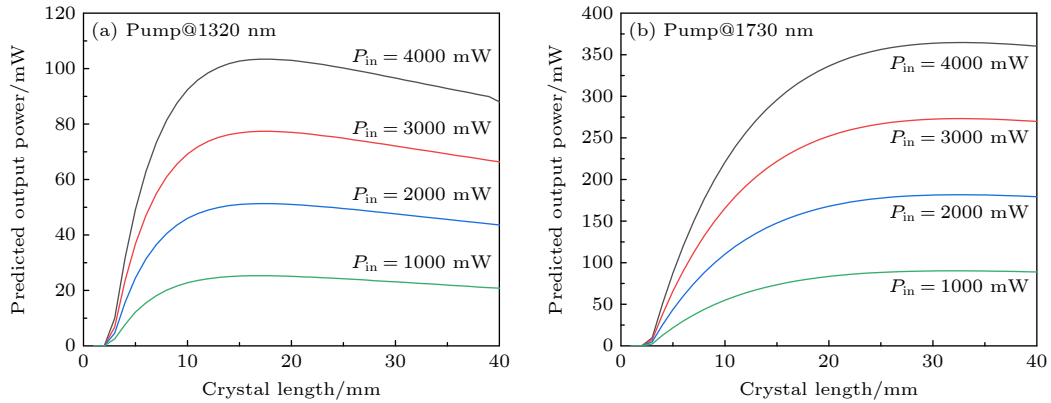 (a) Pump@1320 nm
120
100
80
60
40
20
0
Predicted output power/mW
P_in = 4000 mW
P_in = 3000 mW
P_in = 2000 mW
P_in = 1000 mW
0 10 20 30 40
Crystal length/mm
(b) Pump@1730 nm
400
350
300
250
200
150
100
50
0
Predicted output power/mW
P_in = 4000 mW
P_in = 3000 mW
P_in = 2000 mW
P_in = 1000 mW
0 10 20 30 40
Crystal length/mm